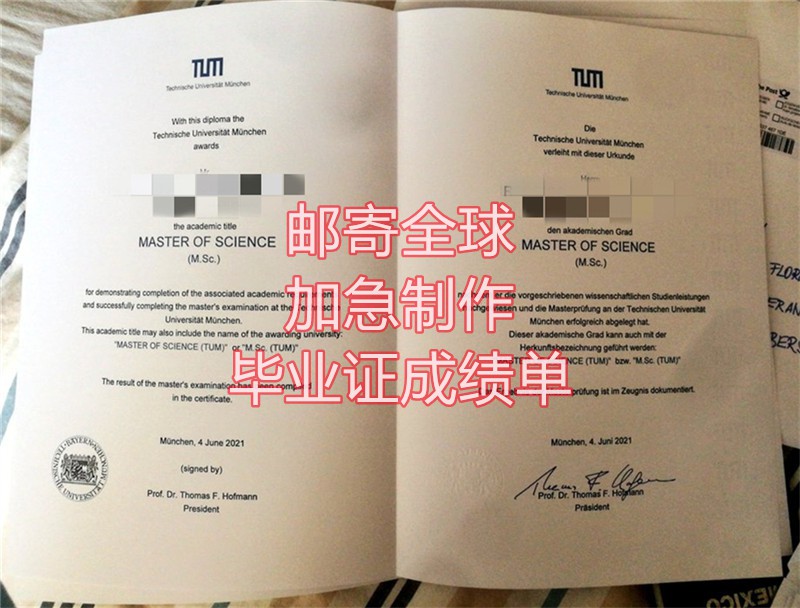 TUM
Technische Universität München
With this diploma the
Technische Universität München
awards
the academic title
MASTER OF SCIENCE
(M.Sc.)
for demonstrating completion of the associated academic
and successfully completing the master's examination at the
Universität München.
This academic title may also include the name of the awarding university:
"MASTER OF SCIENCE (TUM)" or "M.Sc. (TUM)"
The result of the master's examination has been
in the certificate.
München, 4 June 2021
(signed by)
Prof. Dr. Thomas F. Hofmann
President
TUM
Technische Universität München
Die
Technische Universität München
verleiht mit dieser Urkunde
Herrn
den akademischen Grad
MASTER OF SCIENCE
(M.Sc.)
die vorgeschriebenen wissenschaftlichen Studienleistungen
und die Masterprüfung an der Technischen Universität
München erfolgreich abgelegt hat.
Dieser akademische Grad kann auch mit der
Herkunftsbezeichnung geführt werden:
OF SCIENCE (TUM)" bzw. "M.Sc. (TUM)"
ist im Zeugnis dokumentiert.
München, 4. Juni 2021
Prof. Dr. Thomas F. Hofmann
Präsident
邮寄全球
加急制作
毕业证成绩单
Post
MEXICO